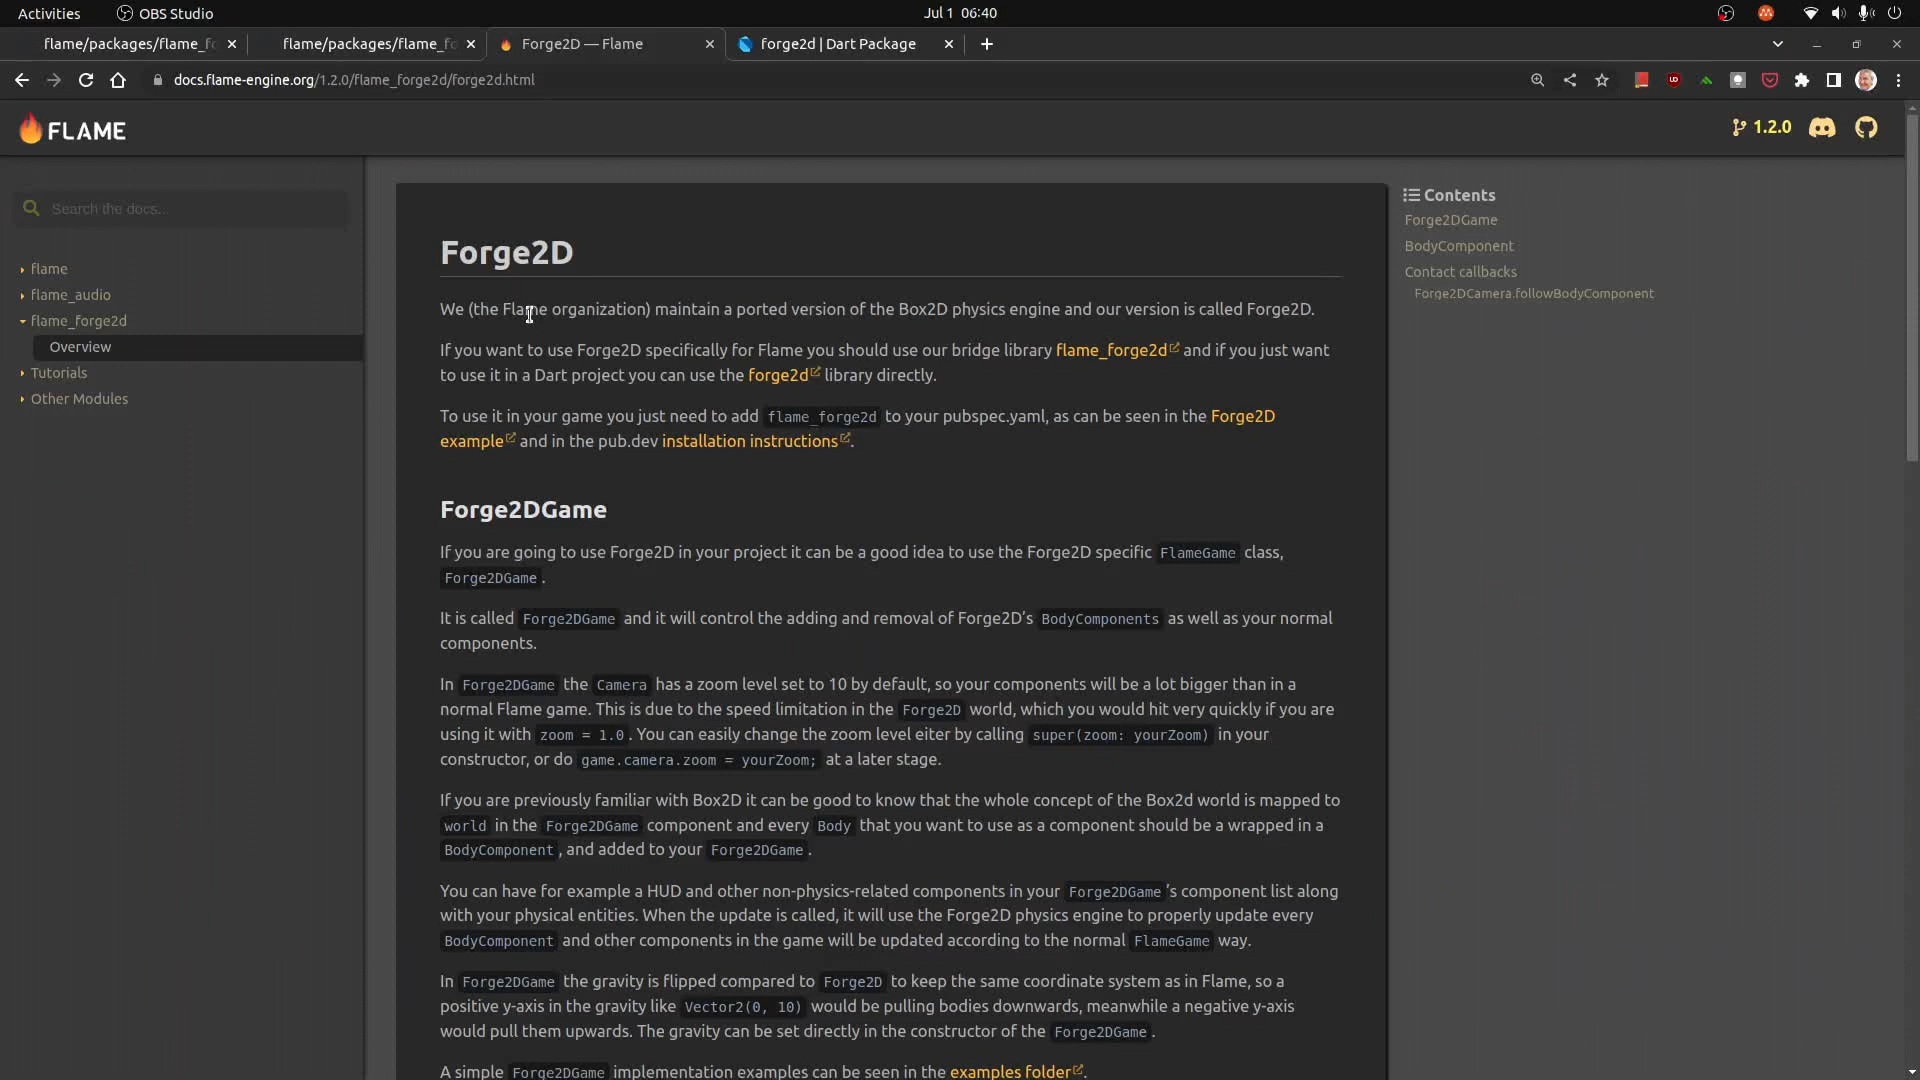 Activities
OBS Studio
Jul 1 06:40
flame/packages/flame_fo
flame/packages/flame_fo
Forge2D — Flame
forge2d | Dart Package
docs.flame-engine.org/1.2.0/flame_forge2d/forge2d.html
FLAME
1.2.0
Search the docs...
flame
flame_audio
flame_forge2d
Overview
Tutorials
Other Modules
Forge2D
We (the Flame organization) maintain a ported version of the Box2D physics engine and our version is called Forge2D.
If you want to use Forge2D specifically for Flame you should use our bridge library flame_forge2d and if you just want
to use it in a Dart project you can use the forge2d library directly.
To use it in your game you just need to add flame_forge2d to your pubspec.yaml, as can be seen in the Forge2D
example and in the pub.dev installation instructions.
Forge2DGame
If you are going to use Forge2D in your project it can be a good idea to use the Forge2D specific FlameGame class,
Forge2DGame.
It is called Forge2DGame and it will control the adding and removal of Forge2D's BodyComponents as well as your normal
components.
In Forge2DGame the Camera has a zoom level set to 10 by default, so your components will be a lot bigger than in a
normal Flame game. This is due to the speed limitation in the Forge2D world, which you would hit very quickly if you are
using it with zoom = 1.0. You can easily change the zoom level eiter by calling super(zoom: yourZoom) in your
constructor, or do game.camera.zoom = yourZoom; at a later stage.
If you are previously familiar with Box2D it can be good to know that the whole concept of the Box2d world is mapped to
world in the Forge2DGame component and every Body that you want to use as a component should be a wrapped in a
BodyComponent, and added to your Forge2DGame.
You can have for example a HUD and other non-physics-related components in your Forge2DGame's component list along
with your physical entities. When the update is called, it will use the Forge2D physics engine to properly update every
BodyComponent and other components in the game will be updated according to the normal FlameGame way.
In Forge2DGame the gravity is flipped compared to Forge2D to keep the same coordinate system as in Flame, so a
positive y-axis in the gravity like Vector2(0, 10) would be pulling bodies downwards, meanwhile a negative y-axis
would pull them upwards. The gravity can be set directly in the constructor of the Forge2DGame.
A simple Forge2DGame implementation examples can be seen in the examples folder.
Contents
Forge2DGame
BodyComponent
Contact callbacks
Forge2DCamera.followBodyComponent